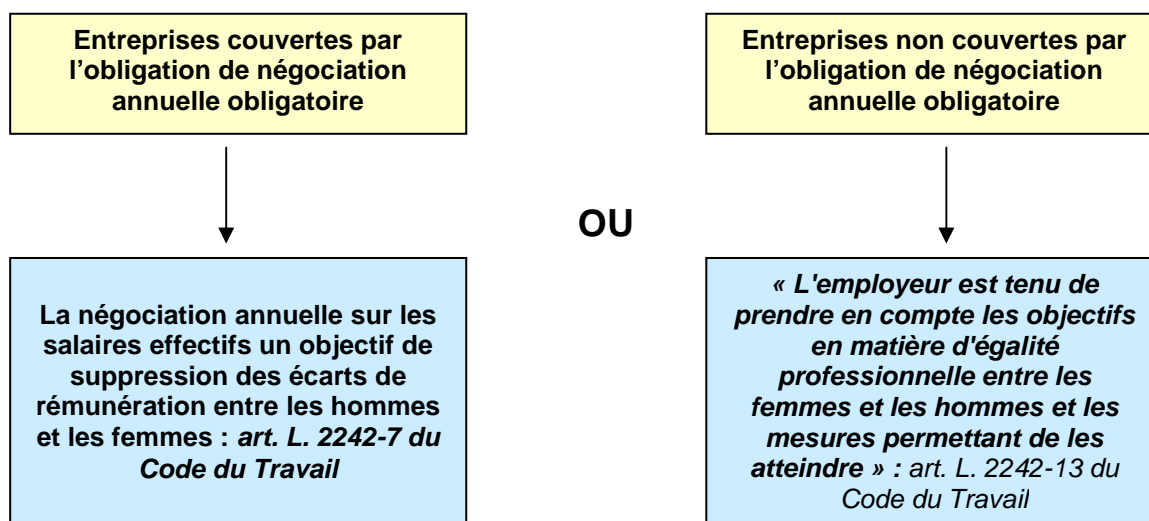 Entreprises couvertes par
l'obligation de négociation
annuelle obligatoire
Entreprises non couvertes par
l'obligation de négociation
annuelle obligatoire
OU
La négociation annuelle sur les
salaires effectifs un objectif de
suppression des écarts de
rémunération entre les hommes
et les femmes : art. L. 2242-7 du
Code du Travail
« L'employeur est tenu de
prendre en compte les objectifs
en matière d'égalité
professionnelle entre les
femmes et les hommes et les
mesures permettant de les
atteindre » : art. L. 2242-13 du
Code du Travail